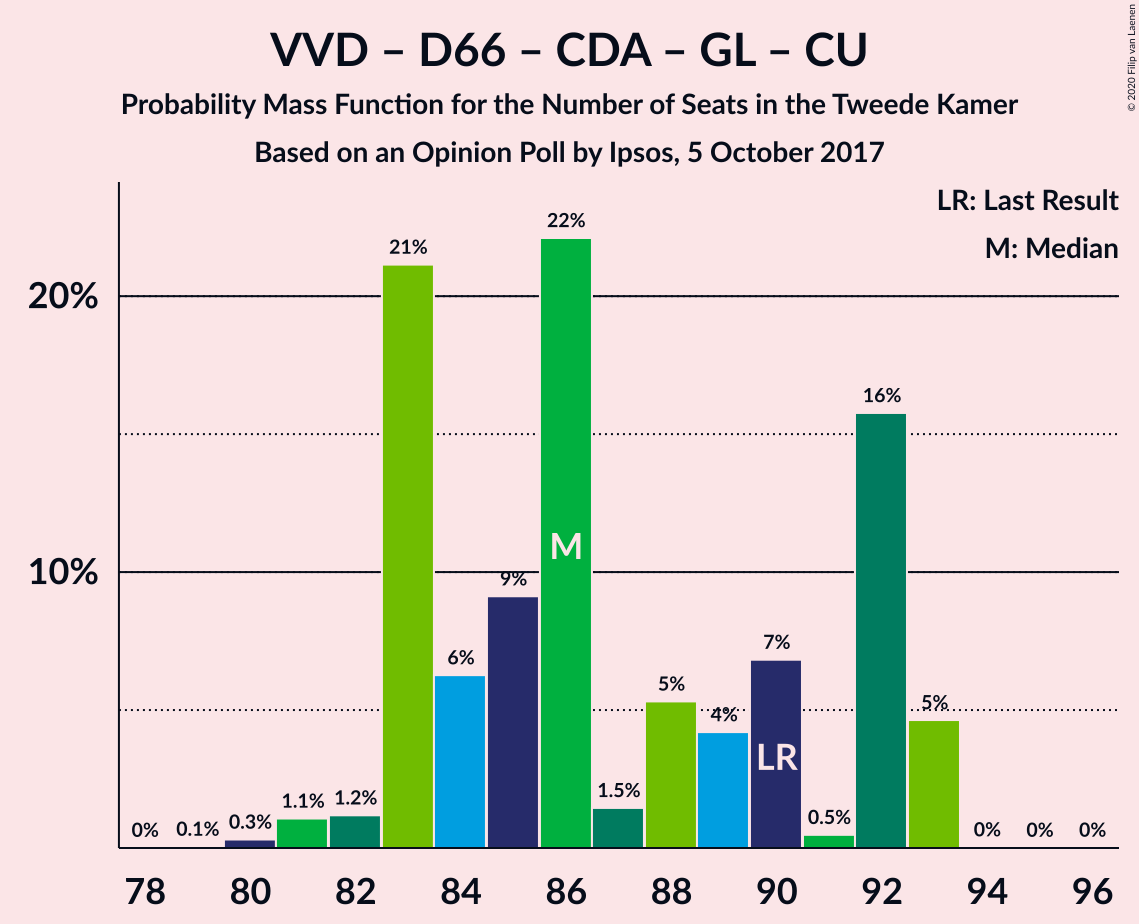 VVD – D66 – CDA – GL – CU
Probability Mass Function for the Number of Seats in the Tweede Kamer
Based on an Opinion Poll by Ipsos, 5 October 2017
© 2020 Filip van Laenen
LR: Last Result
M: Median
20%
10%
0%
0.1%
0.3%
1.1%
1.2%
21%
6%
9%
22%
M
1.5%
5%
4%
7%
LR
0.5%
16%
5%
0%
0%
0%
78 80 82 84 86 88 90 92 94 96